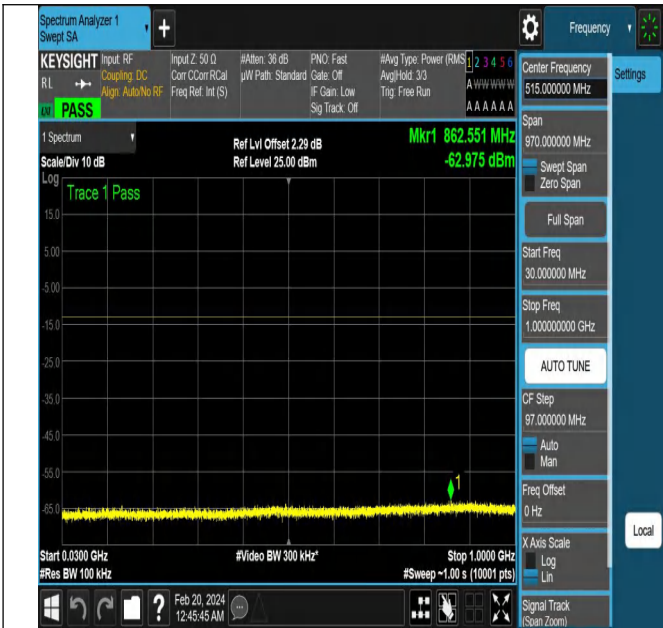 Spectrum Analyzer 1
Swept SA
+
Frequency
KEYSIGHT
RL
Input: RF
Coupling: DC
Align: Auto/No RF
Input Z: 50 Ω
Corr CCorr RCal
Freq Ref: Int (S)
#Atten: 36 dB
µW Path: Standard
PNO: Fast
Gate: Off
IF Gain: Low
Sig Track: Off
#Avg Type: Power (RMS
Avg|Hold: 3/3
Trig: Free Run
1 2 3 4 5 6
A W W W W W
A A A A A A
PASS
1 Spectrum
Scale/Div 10 dB
Log
Ref Lvl Offset 2.29 dB
Ref Level 25.00 dBm
Mkr1 862.551 MHz
-62.975 dBm
Trace 1 Pass
15.0
5.00
-5.00
-15.0
-25.0
-35.0
-45.0
-55.0
-65.0
1
Start 0.0300 GHz
#Res BW 100 kHz
#Video BW 300 kHz*
Stop 1.0000 GHz
#Sweep ~1.00 s (10001 pts)
?
Feb 20, 2024
12:45:45 AM
Center Frequency
515.000000 MHz
Settings
Span
970.000000 MHz
Swept Span
Zero Span
Full Span
Start Freq
30.000000 MHz
Stop Freq
1.000000000 GHz
AUTO TUNE
CF Step
97.000000 MHz
Auto
Man
Freq Offset
0 Hz
X Axis Scale
Log
Lin
Local
Signal Track
(Span Zoom)